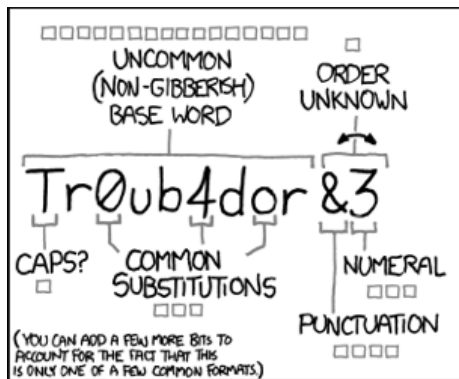 UNCOMMON
(NON-GIBBERISH)
BASE WORD
ORDER
UNKNOWN
Tr0ub4dor &3
CAPS?
COMMON
SUBSTITUTIONS
NUMERAL
PUNCTUATION
(YOU CAN ADD A FEW MORE BITS TO
ACCOUNT FOR THE FACT THAT THIS
IS ONLY ONE OF A FEW COMMON FORMATS.)